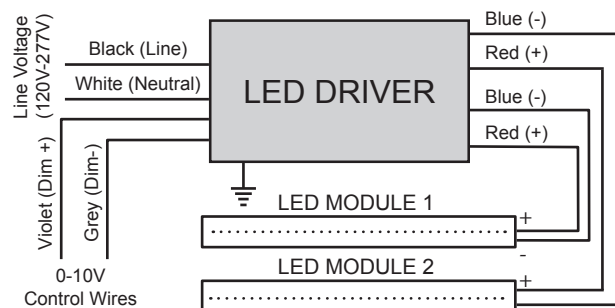 Line Voltage
(120V-277V)
Black (Line)
White (Neutral)
Violet (Dim +)
Grey (Dim-)
0-10V
Control Wires
LED DRIVER
Blue (-)
Red (+)
Blue (-)
Red (+)
LED MODULE 1
+
-
LED MODULE 2
+